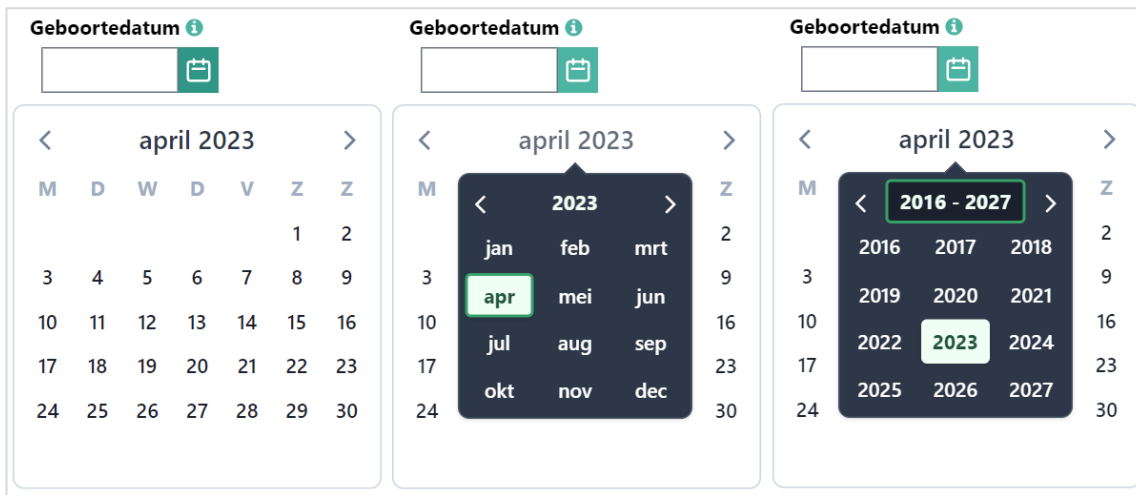 Geboortedatum
april 2023
M D W D V Z Z
1 2
3 4 5 6 7 8 9
10 11 12 13 14 15 16
17 18 19 20 21 22 23
24 25 26 27 28 29 30
Geboortedatum
april 2023
M Z
2023
2
jan feb mrt
3 9
apr mei jun
10 16
jul aug sep
17 23
okt nov dec
24 30
Geboortedatum
april 2023
M Z
2016 - 2027
2
2016 2017 2018
3 9
2019 2020 2021
10 16
2022 2023 2024
17 23
2025 2026 2027
24 30